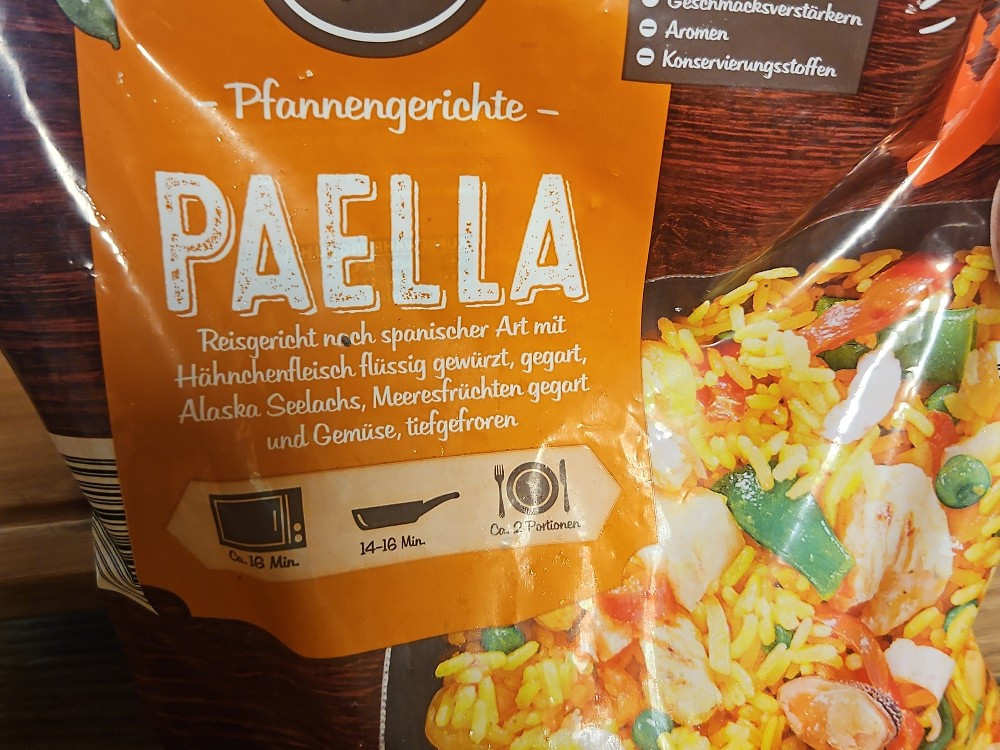 Geschmacksverstärkern
Aromen
Konservierungsstoffen
– Pfannengerichte –
PAELLA
Reisgericht nach spanischer Art mit
Hähnchenfleisch flüssig gewürzt, gegart,
Alaska Seelachs, Meeresfrüchten gegart
und Gemüse, tiefgefroren
Ca. 16 Min.
14-16 Min.
Ca. 2 Portionen